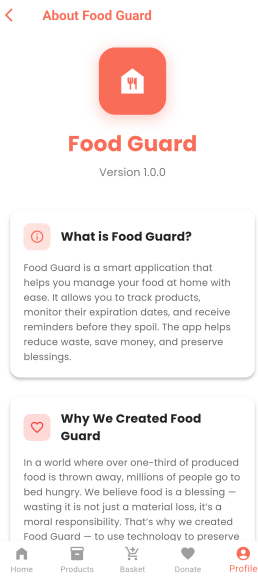 About Food Guard
Food Guard
Version 1.0.0
What is Food Guard?
Food Guard is a smart application that
helps you manage your food at home with
ease. It allows you to track products,
monitor their expiration dates, and receive
reminders before they spoil. The app helps
reduce waste, save money, and preserve
blessings.
Why We Created Food
Guard
In a world where over one-third of produced
food is thrown away, millions of people go to
bed hungry. We believe food is a blessing —
wasting it is not just a material loss, it's a
moral responsibility. That's why we created
Food Guard — to use technology to preserve
Home
Products
Basket
Donate
Profile